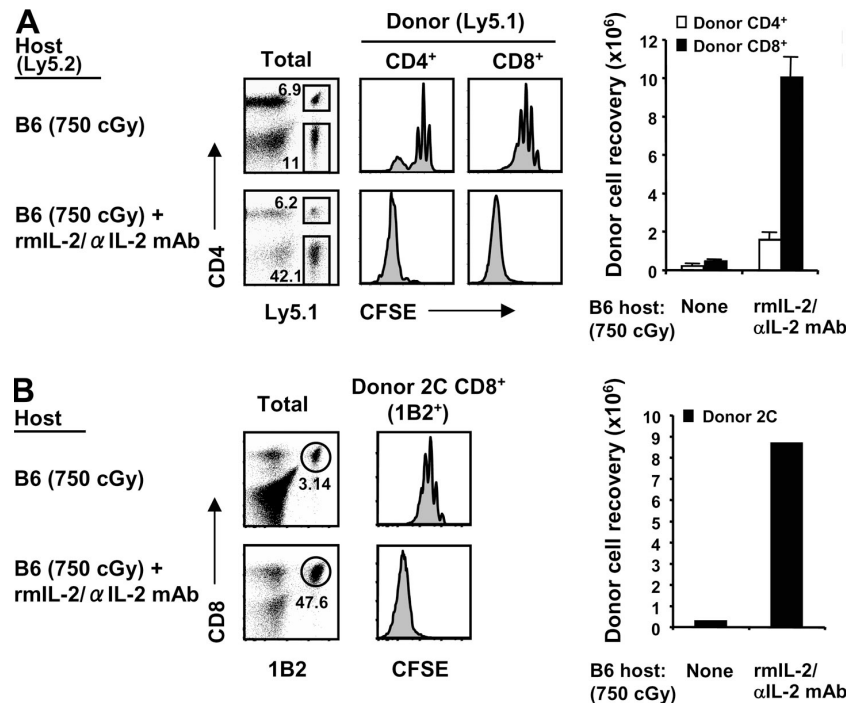 A
Host
(Ly5.2)
B6 (750 cGy)
B6 (750 cGy) +
rmIL-2/αIL-2 mAb
Total
6.9
11
6.2
42.1
CD4
Ly5.1
Donor (Ly5.1)
CD4+
CD8+
CFSE
Donor CD4+
Donor CD8+
Donor cell recovery (x10⁶)
12
10
8
6
4
2
0
B6 host:
(750 cGy)
None
rmIL-2/
αIL-2 mAb
B
Host
B6 (750 cGy)
B6 (750 cGy) +
rmIL-2/αIL-2 mAb
Total
3.14
47.6
CD8
1B2
Donor 2C CD8+
(1B2+)
CFSE
Donor 2C
Donor cell recovery (x10⁶)
10
9
8
7
6
5
4
3
2
1
0
B6 host:
(750 cGy)
None
rmIL-2/
αIL-2 mAb